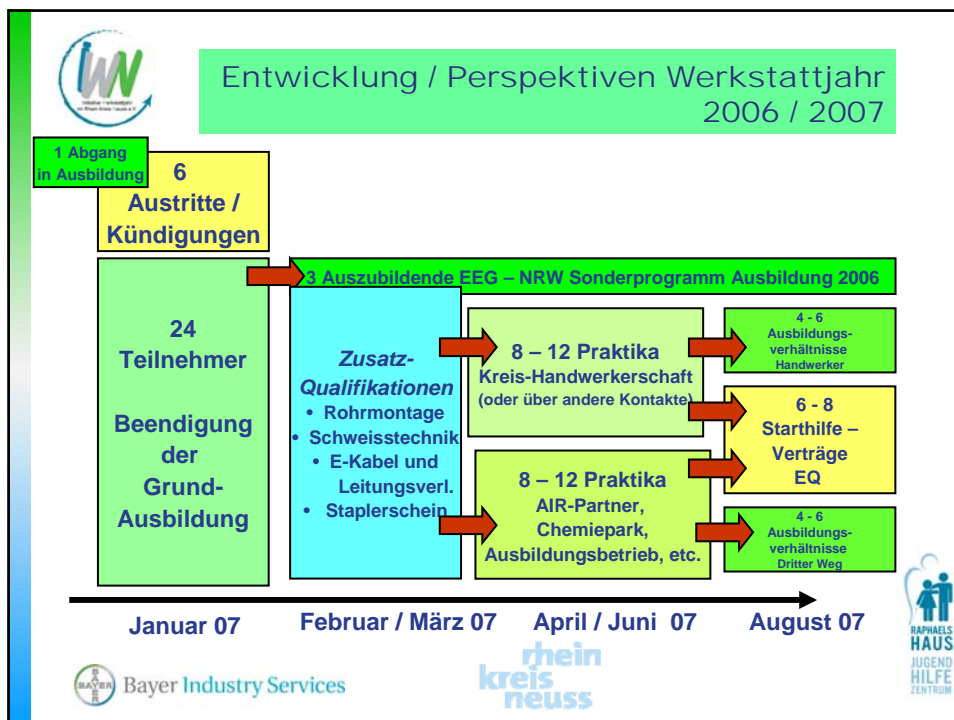 Entwicklung / Perspektiven Werkstattjahr
2006 / 2007
IWN
1 Abgang
in Ausbildung
6
Austritte /
Kündigungen
3 Auszubildende EEG – NRW Sonderprogramm Ausbildung 2006
24
Teilnehmer
Beendigung
der
Grund-
Ausbildung
Zusatz-
Qualifikationen
• Rohrmontage
• Schweisstechnik
• E-Kabel und
Leitungsverl.
• Staplerschein
8 – 12 Praktika
Kreis-Handwerkerschaft
(oder über andere Kontakte)
8 – 12 Praktika
AIR-Partner,
Chemiepark,
Ausbildungsbetrieb, etc.
4 - 6
Ausbildungs-
verhältnisse
Handwerker
6 - 8
Starthilfe –
Verträge
EQ
4 - 6
Ausbildungs-
verhältnisse
Dritter Weg
Januar 07
Februar / März 07
April / Juni 07
August 07
BAYER
Bayer Industry Services
rhein
kreis
neuss
RAPHAELS
HAUS
JUGEND
HILFE
ZENTRUM